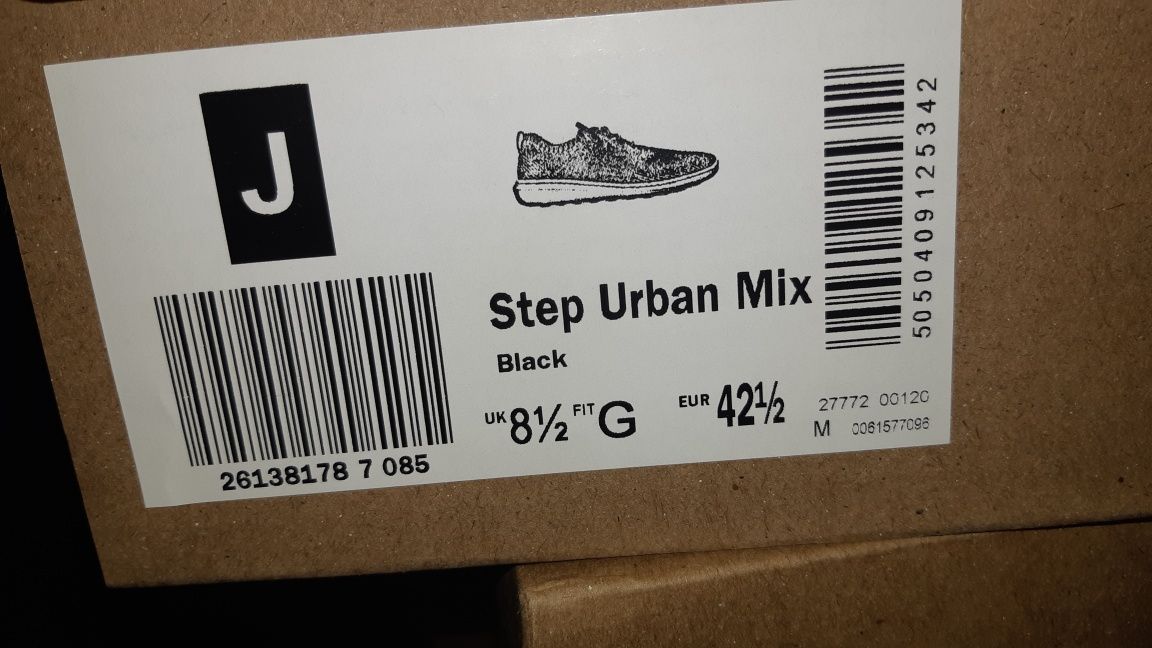 J
Step Urban Mix
Black
UK 8½ FIT G EUR 42½
26138178 7 085
5050409125342
27772 00120
M 0061577096